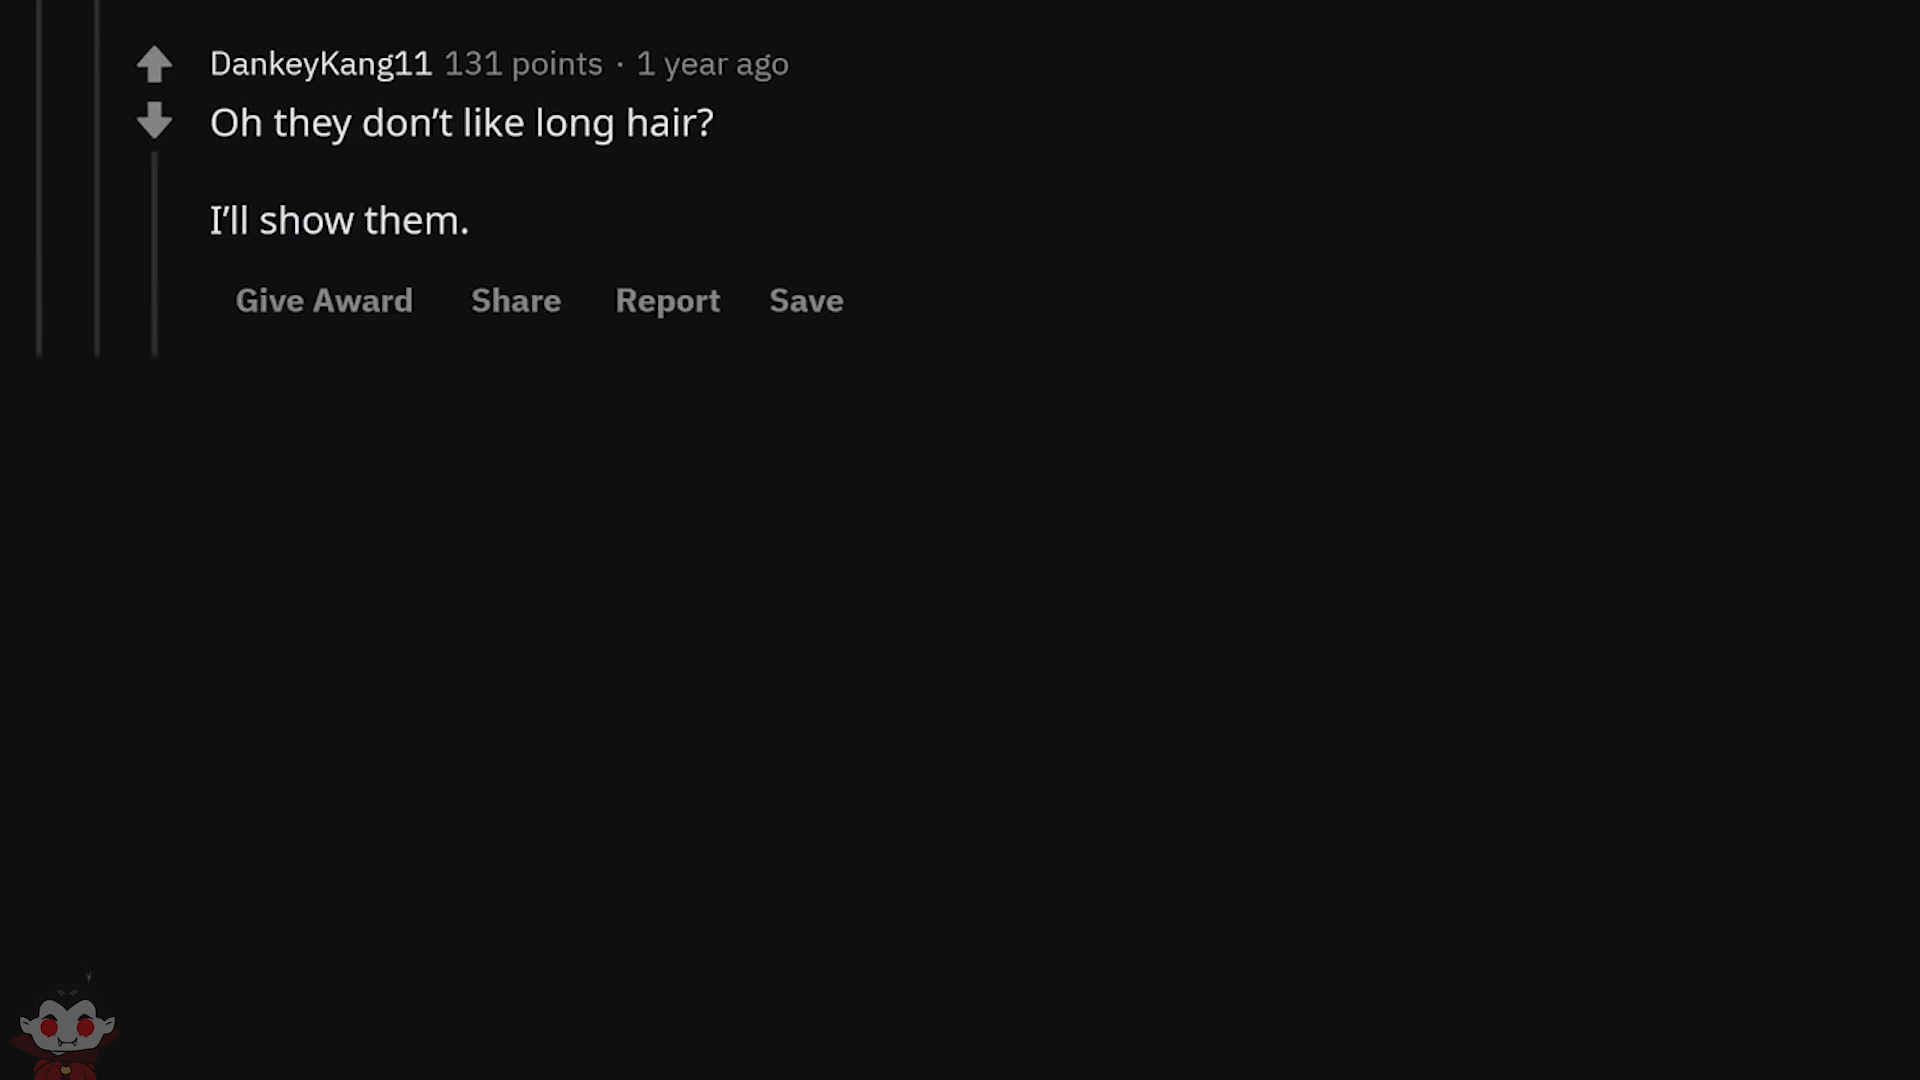 DankeyKang11 131 points · 1 year ago
Oh they don’t like long hair?
I’ll show them.
Give Award Share Report Save